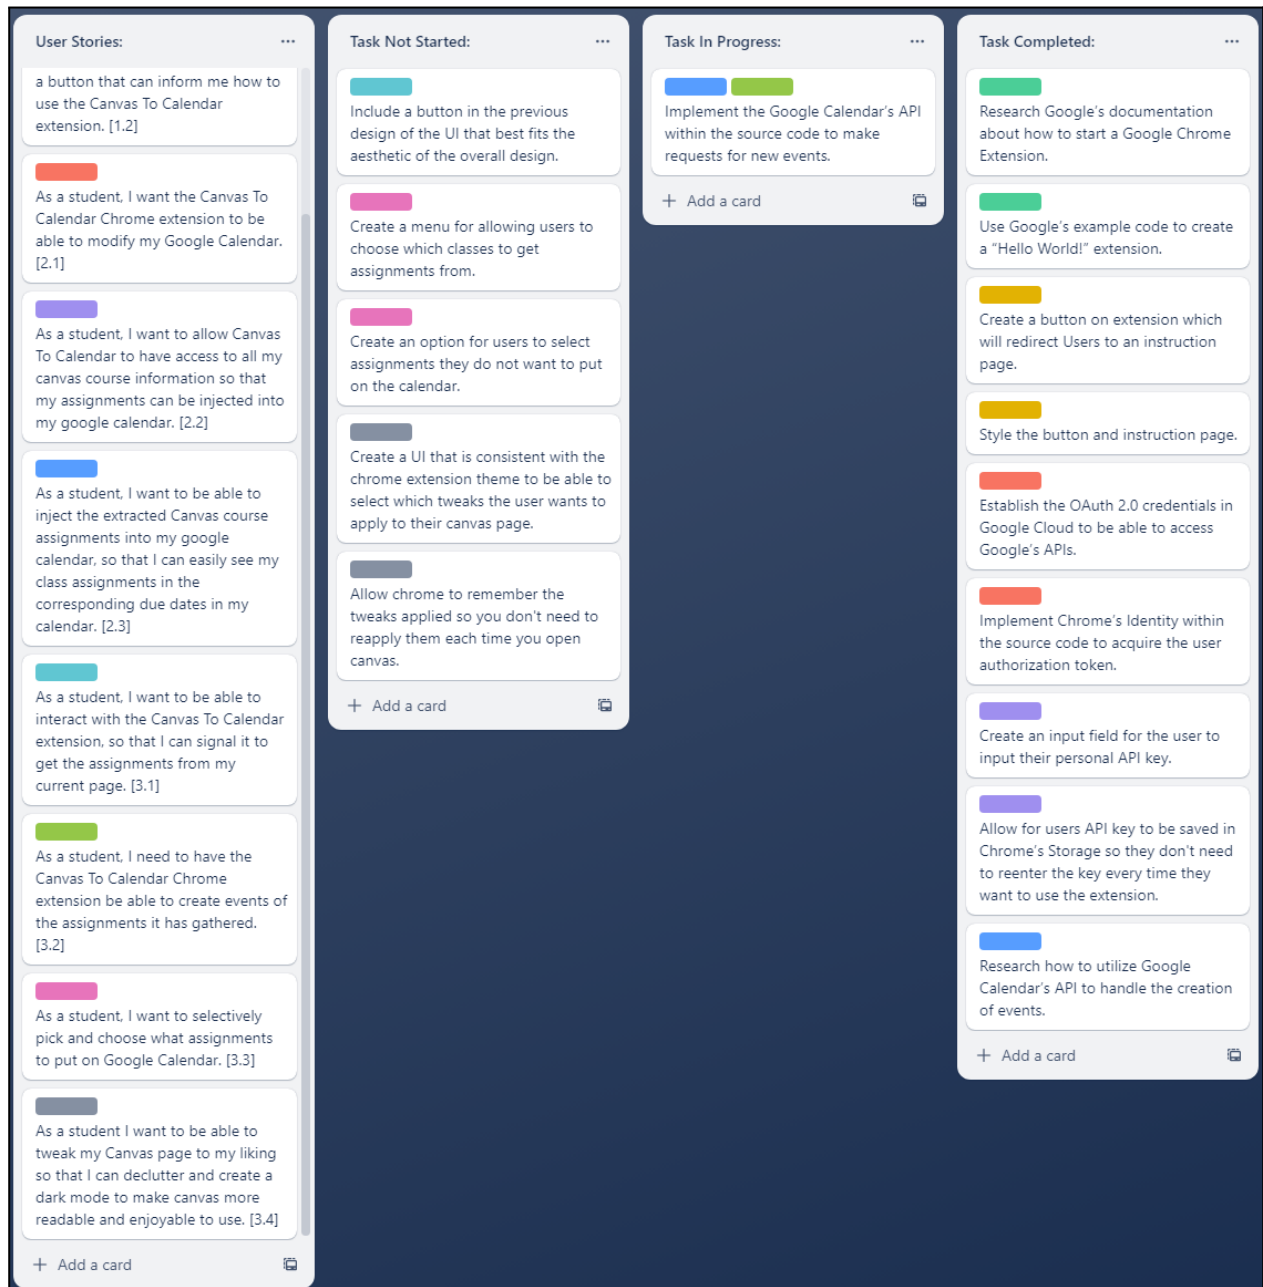 User Stories:
a button that can inform me how to
use the Canvas To Calendar
extension. [1.2]
As a student, I want the Canvas To
Calendar Chrome extension to be
able to modify my Google Calendar.
[2.1]
As a student, I want to allow Canvas
To Calendar to have access to all my
canvas course information so that
my assignments can be injected into
my google calendar. [2.2]
As a student, I want to be able to
inject the extracted Canvas course
assignments into my google
calendar, so that I can easily see my
class assignments in the
corresponding due dates in my
calendar. [2.3]
As a student, I want to be able to
interact with the Canvas To Calendar
extension, so that I can signal it to
get the assignments from my
current page. [3.1]
As a student, I need to have the
Canvas To Calendar Chrome
extension be able to create events of
the assignments it has gathered.
[3.2]
As a student, I want to selectively
pick and choose what assignments
to put on Google Calendar. [3.3]
As a student I want to be able to
tweak my Canvas page to my liking
so that I can declutter and create a
dark mode to make canvas more
readable and enjoyable to use. [3.4]
+ Add a card
Task Not Started:
Include a button in the previous
design of the UI that best fits the
aesthetic of the overall design.
Create a menu for allowing users to
choose which classes to get
assignments from.
Create an option for users to select
assignments they do not want to put
on the calendar.
Create a UI that is consistent with the
chrome extension theme to be able to
select which tweaks the user wants to
apply to their canvas page.
Allow chrome to remember the
tweaks applied so you don't need to
reapply them each time you open
canvas.
+ Add a card
Task In Progress:
Implement the Google Calendar's API
within the source code to make
requests for new events.
+ Add a card
Task Completed:
Research Google's documentation
about how to start a Google Chrome
Extension.
Use Google's example code to create
a "Hello World!" extension.
Create a button on extension which
will redirect Users to an instruction
page.
Style the button and instruction page.
Establish the OAuth 2.0 credentials in
Google Cloud to be able to access
Google's APIs.
Implement Chrome's Identity within
the source code to acquire the user
authorization token.
Create an input field for the user to
input their personal API key.
Allow for users API key to be saved in
Chrome's Storage so they don't need
to reenter the key every time they
want to use the extension.
Research how to utilize Google
Calendar's API to handle the creation
of events.
+ Add a card